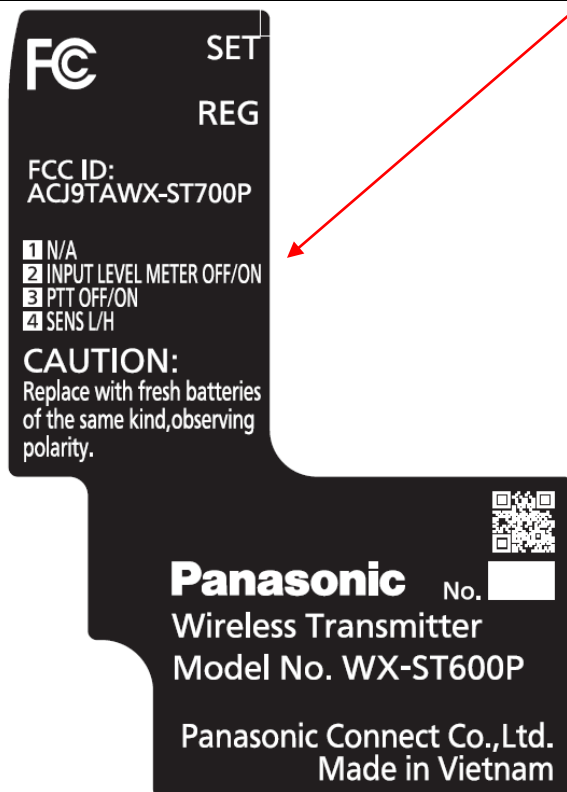 FC
SET
REG
FCC ID:
ACJ9TAWX-ST700P
1 N/A
2 INPUT LEVEL METER OFF/ON
3 PTT OFF/ON
4 SENS L/H
CAUTION:
Replace with fresh batteries
of the same kind,observing
polarity.
Panasonic No.
Wireless Transmitter
Model No. WX-ST600P
Panasonic Connect Co.,Ltd.
Made in Vietnam